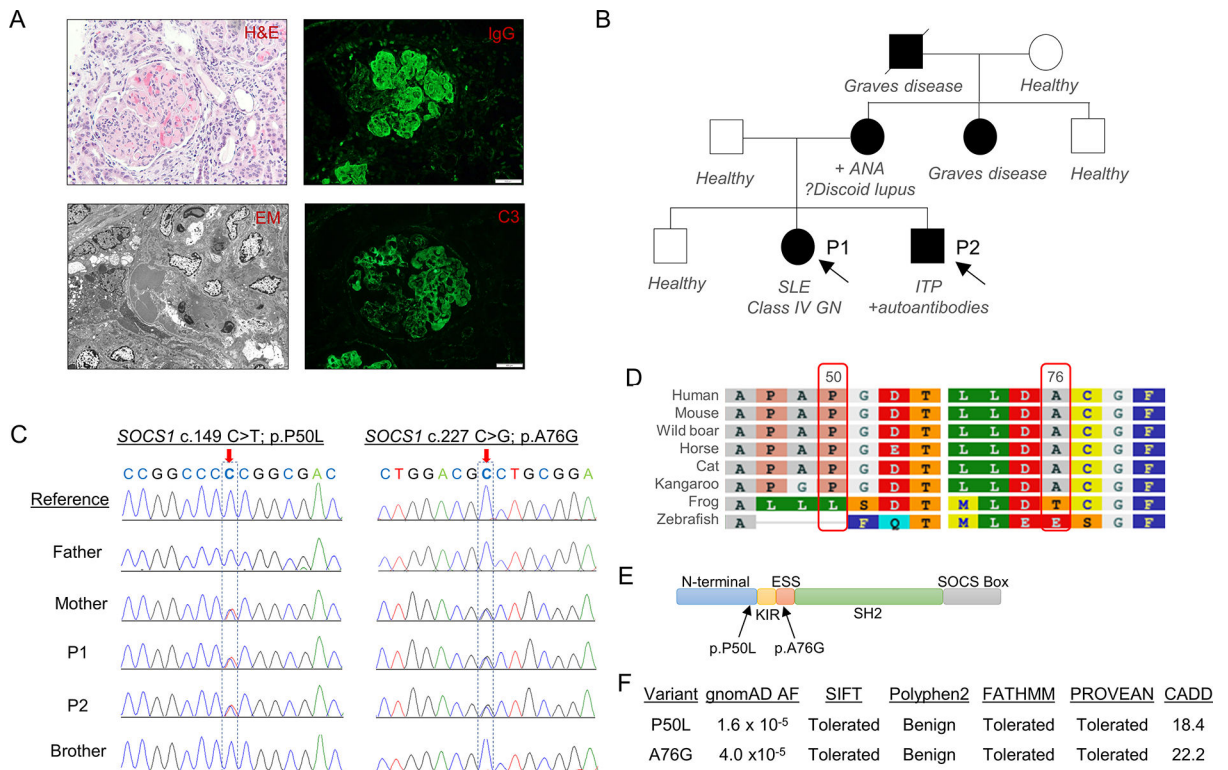 A
H&E
IgG
EM
C3
B
Graves disease
Healthy
Healthy
+ ANA
?Discoid lupus
Graves disease
Healthy
Healthy
P1
SLE
Class IV GN
P2
ITP
+autoantibodies
C
SOCS1 c.149 C>T; p.P50L
SOCS1 c.227 C>G; p.A76G
C C G G C C C C C G G C G A C
C T G G A C G C C T G C G G A
Reference
Father
Mother
P1
P2
Brother
D
50
76
Human A P A P G D T L L D A C G F
Mouse A P A P G D T L L D A C G F
Wild boar A P A P G D T L L D A C G F
Horse A P A P G E T L L D A C G F
Cat A P A P G D T L L D A C G F
Kangaroo A P G P G D T L L D A C G F
Frog A L L L S D T M L D T C G F
Zebrafish A F Q T M L E E S G F
E
N-terminal
ESS
SOCS Box
KIR
SH2
p.P50L
p.A76G
F
Variant gnomAD AF SIFT Polyphen2 FATHMM PROVEAN CADD
P50L 1.6 x 10-5 Tolerated Benign Tolerated Tolerated 18.4
A76G 4.0 x10-5 Tolerated Benign Tolerated Tolerated 22.2